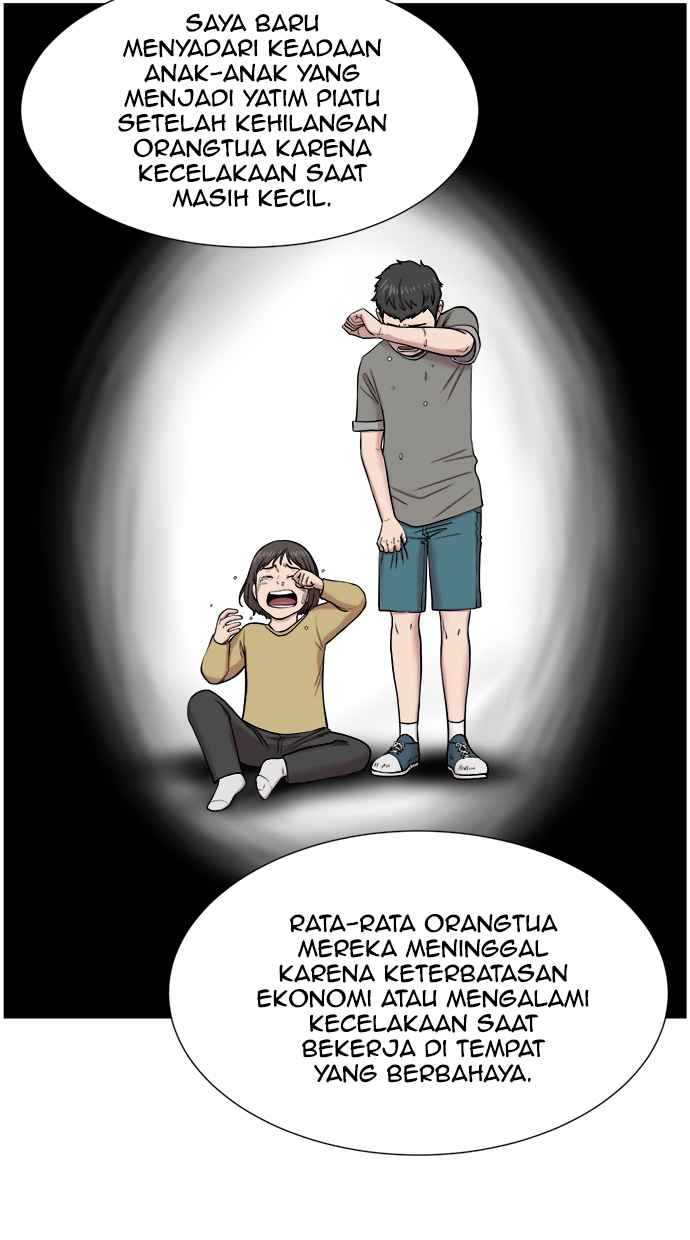 SAYA BARU
MENYADARI KEADAAN
ANAK-ANAK YANG
MENJADI YATIM PIATU
SETELAH KEHILANGAN
ORANGTUA KARENA
KECELAKAAN SAAT
MASIH KECIL.
RATA-RATA ORANGTUA
MEREKA MENINGGAL
KARENA KETERBATASAN
EKONOMI ATAU MENGALAMI
KECELAKAAN SAAT
BEKERJA DI TEMPAT
YANG BERBAHAYA.